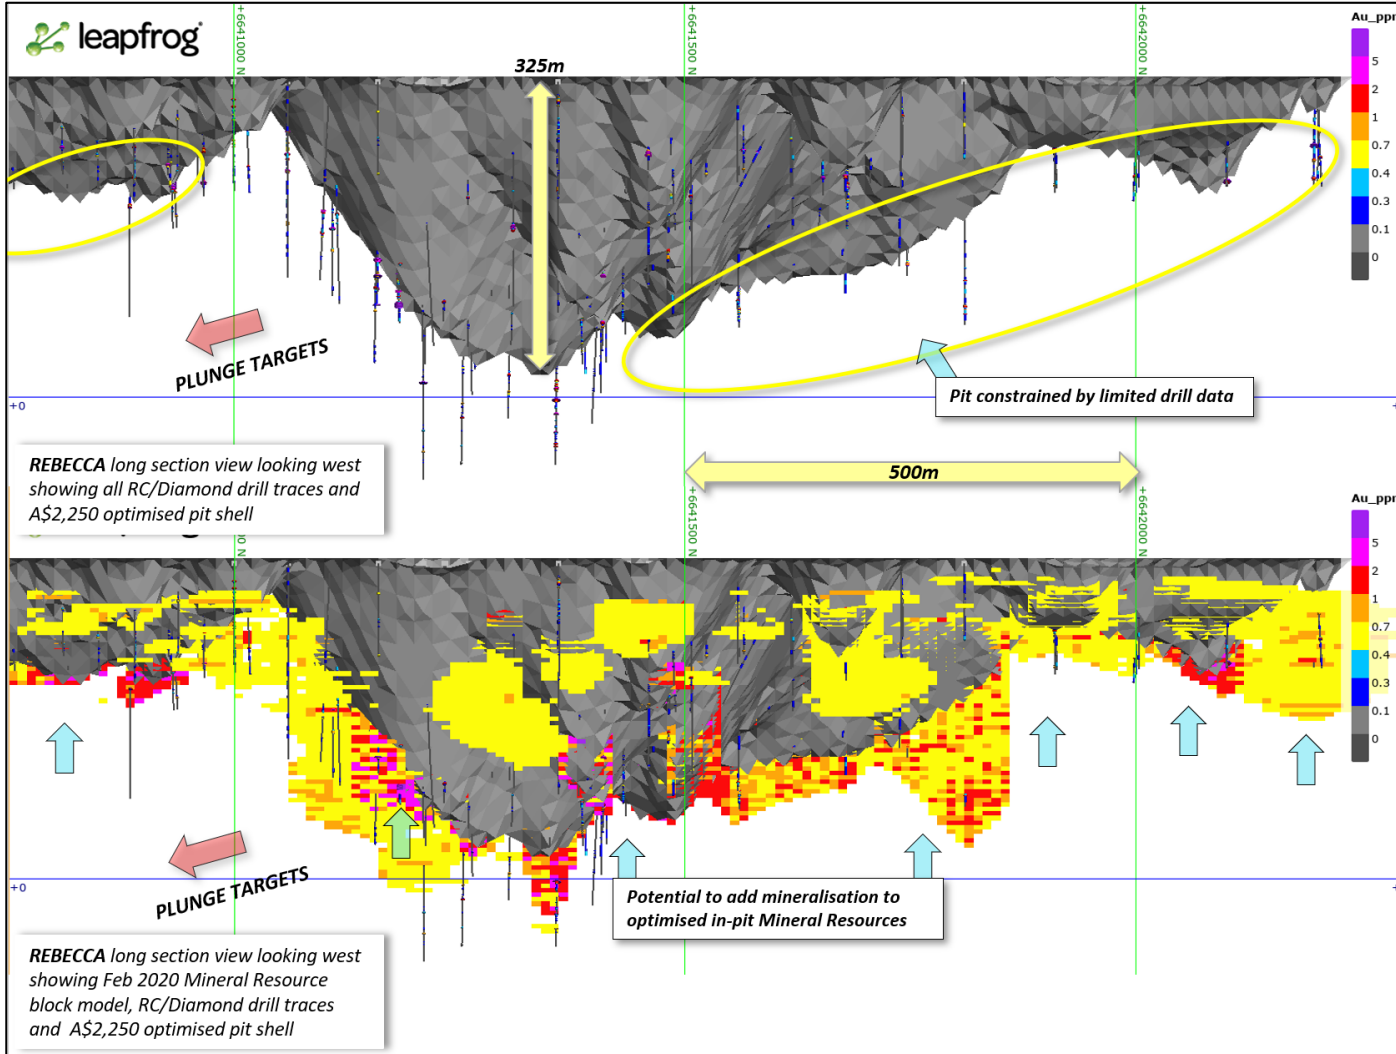 leapfrog
+6641000 N
+6641500 N
+6642000 N
Au_ppm
5
2
1
0.7
0.4
0.3
0.1
0
325m
PLUNGE TARGETS
Pit constrained by limited drill data
+0
REBECCA long section view looking west
showing all RC/Diamond drill traces and
A$2,250 optimised pit shell
500m
+6641500 N
+6642000 N
Au_ppm
5
2
1
0.7
0.4
0.3
0.1
0
PLUNGE TARGETS
+0
Potential to add mineralisation to
optimised in-pit Mineral Resources
REBECCA long section view looking west
showing Feb 2020 Mineral Resource
block model, RC/Diamond drill traces
and A$2,250 optimised pit shell